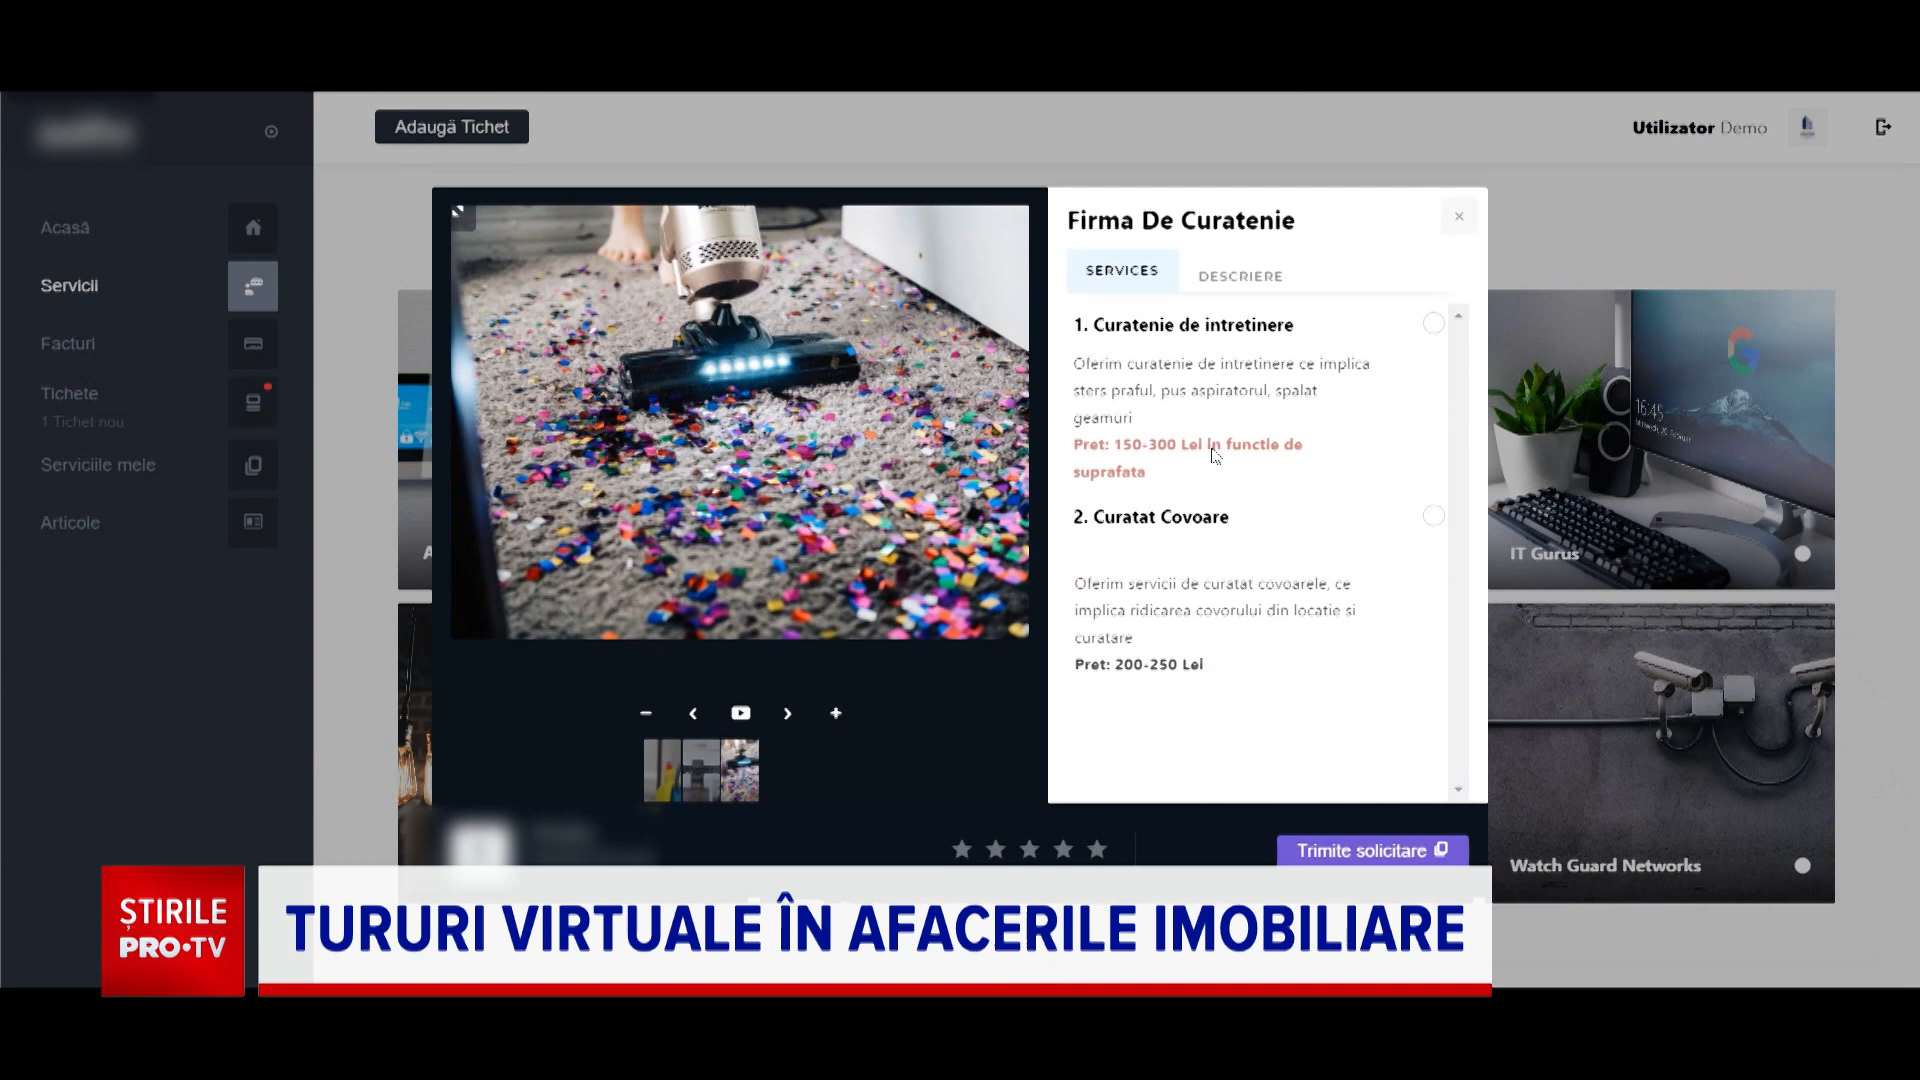 Adaugă Tichet
Utilizator Demo
Acasă
Servicii
Facturi
Tichete
1 Tichet nou
Serviciile mele
Articole
Firma De Curatenie
SERVICES
DESCRIERE
1. Curatenie de intretinere
Oferim curatenie de intretinere ce implica
sters praful, pus aspiratorul, spalat
geamuri
Pret: 150-300 Lei in functie de
suprafata
2. Curatat Covoare
Oferim servicii de curatat covoarele, ce
implica ridicarea covorului din locatie si
curatare
Pret: 200-250 Lei
16:45
IT Gurus
Watch Guard Networks
Trimite solicitare
ȘTIRILE
PRO•TV
TURURI VIRTUALE ÎN AFACERILE IMOBILIARE